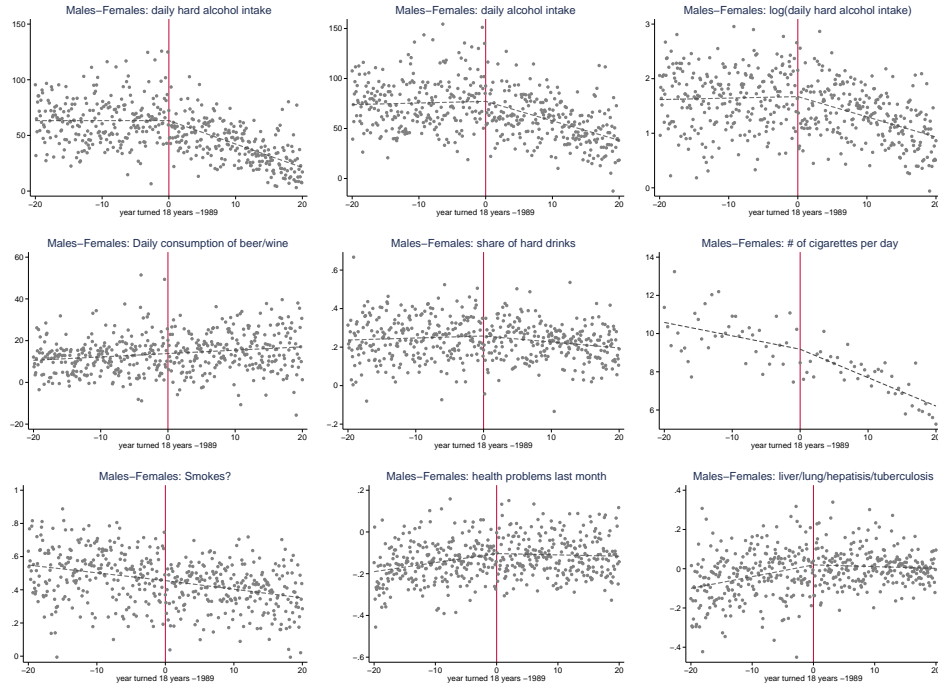 Males−Females: daily hard alcohol intake
150
100
50
0
−20 −10 0 10 20
year turned 18 years −1989
Males−Females: daily alcohol intake
150
100
50
0
−20 −10 0 10 20
year turned 18 years −1989
Males−Females: log(daily hard alcohol intake)
3
2
1
0
−20 −10 0 10 20
year turned 18 years −1989
Males−Females: Daily consumption of beer/wine
60
40
20
0
−20
−20 −10 0 10 20
year turned 18 years −1989
Males−Females: share of hard drinks
.6
.4
.2
0
−.2
−20 −10 0 10 20
year turned 18 years −1989
Males−Females: # of cigarettes per day
14
12
10
8
6
−20 −10 0 10 20
year turned 18 years −1989
Males−Females: Smokes?
1
.8
.6
.4
.2
0
−20 −10 0 10 20
year turned 18 years −1989
Males−Females: health problems last month
.2
0
−.2
−.4
−.6
−20 −10 0 10 20
year turned 18 years −1989
Males−Females: liver/lung/hepatisis/tuberculosis
.4
.2
0
−.2
−.4
−20 −10 0 10 20
year turned 18 years −1989